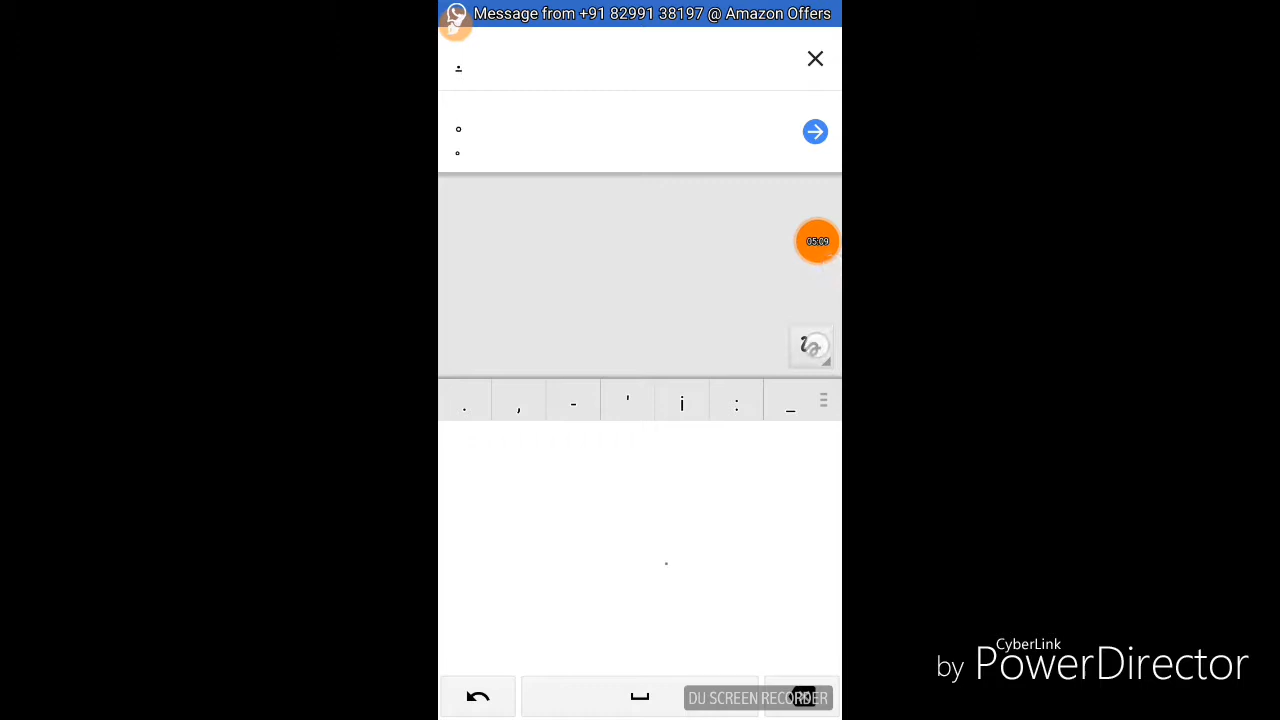 Message from +91 82991 38197 @ Amazon Offers
.
。
。
05:09
. , - ' i : _
DU SCREEN RECORDER
CyberLink
by PowerDirector